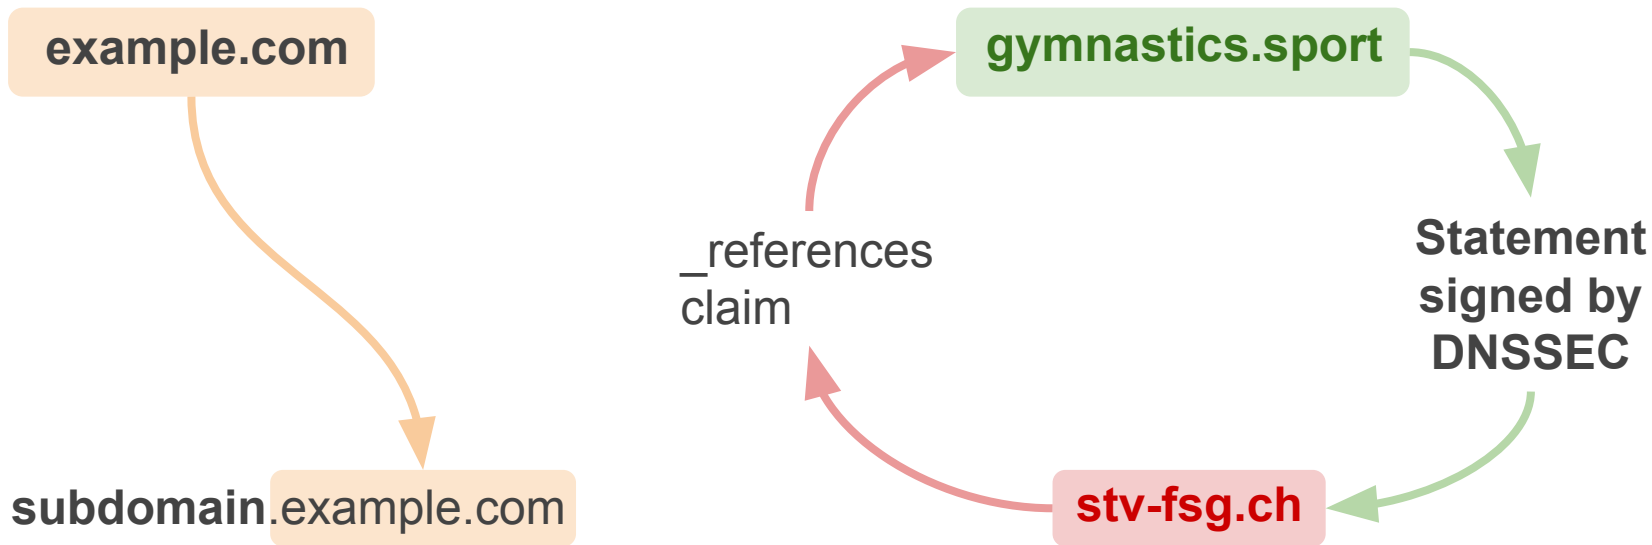 example.com
subdomain.example.com
gymnastics.sport
_references
claim
Statement
signed by
DNSSEC
stv-fsg.ch